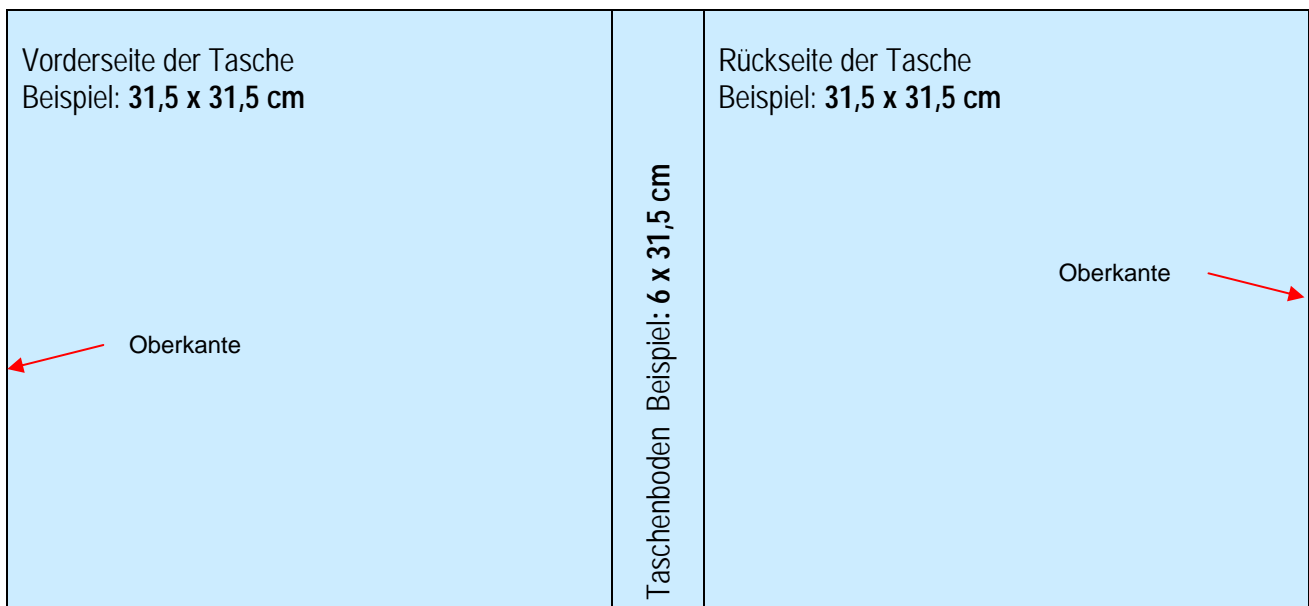 Vorderseite der Tasche
Beispiel: 31,5 x 31,5 cm
Oberkante
Taschenboden Beispiel: 6 x 31,5 cm
Rückseite der Tasche
Beispiel: 31,5 x 31,5 cm
Oberkante